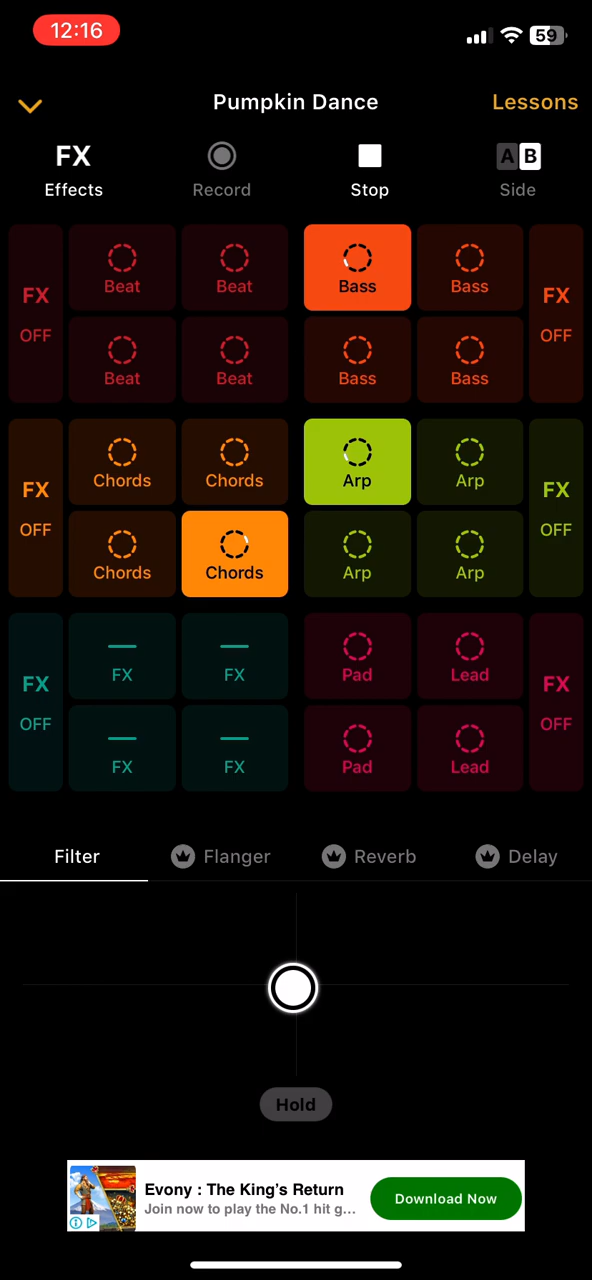 12:16
59
Pumpkin Dance
Lessons
FX
Effects
Record
Stop
A B
Side
FX
OFF
Beat
Beat
Bass
Bass
FX
OFF
Beat
Beat
Bass
Bass
FX
OFF
Chords
Chords
Arp
Arp
FX
OFF
Chords
Chords
Arp
Arp
FX
OFF
FX
FX
Pad
Lead
FX
OFF
FX
FX
Pad
Lead
Filter
Flanger
Reverb
Delay
Hold
Evony : The King's Return
Join now to play the No.1 hit g...
Download Now